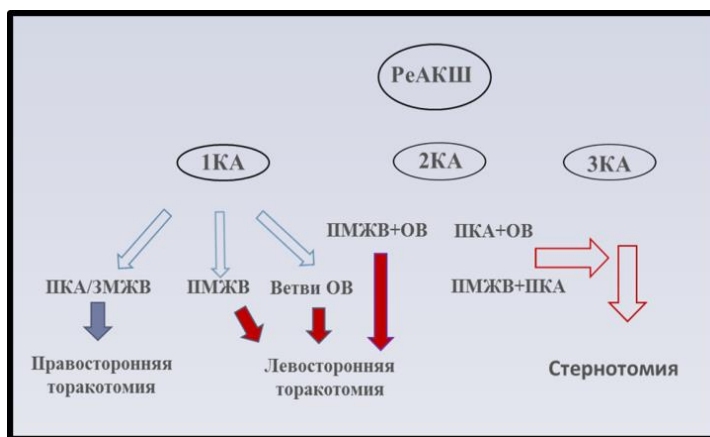 РеАКШ
1КА
2КА
3КА
ПМЖВ+ОВ
ПКА+ОВ
ПКА/ЗМЖВ
ПМЖВ
Ветви ОВ
ПМЖВ+ПКА
Правосторонняя
торакотомия
Левосторонняя
торакотомия
Стернотомия